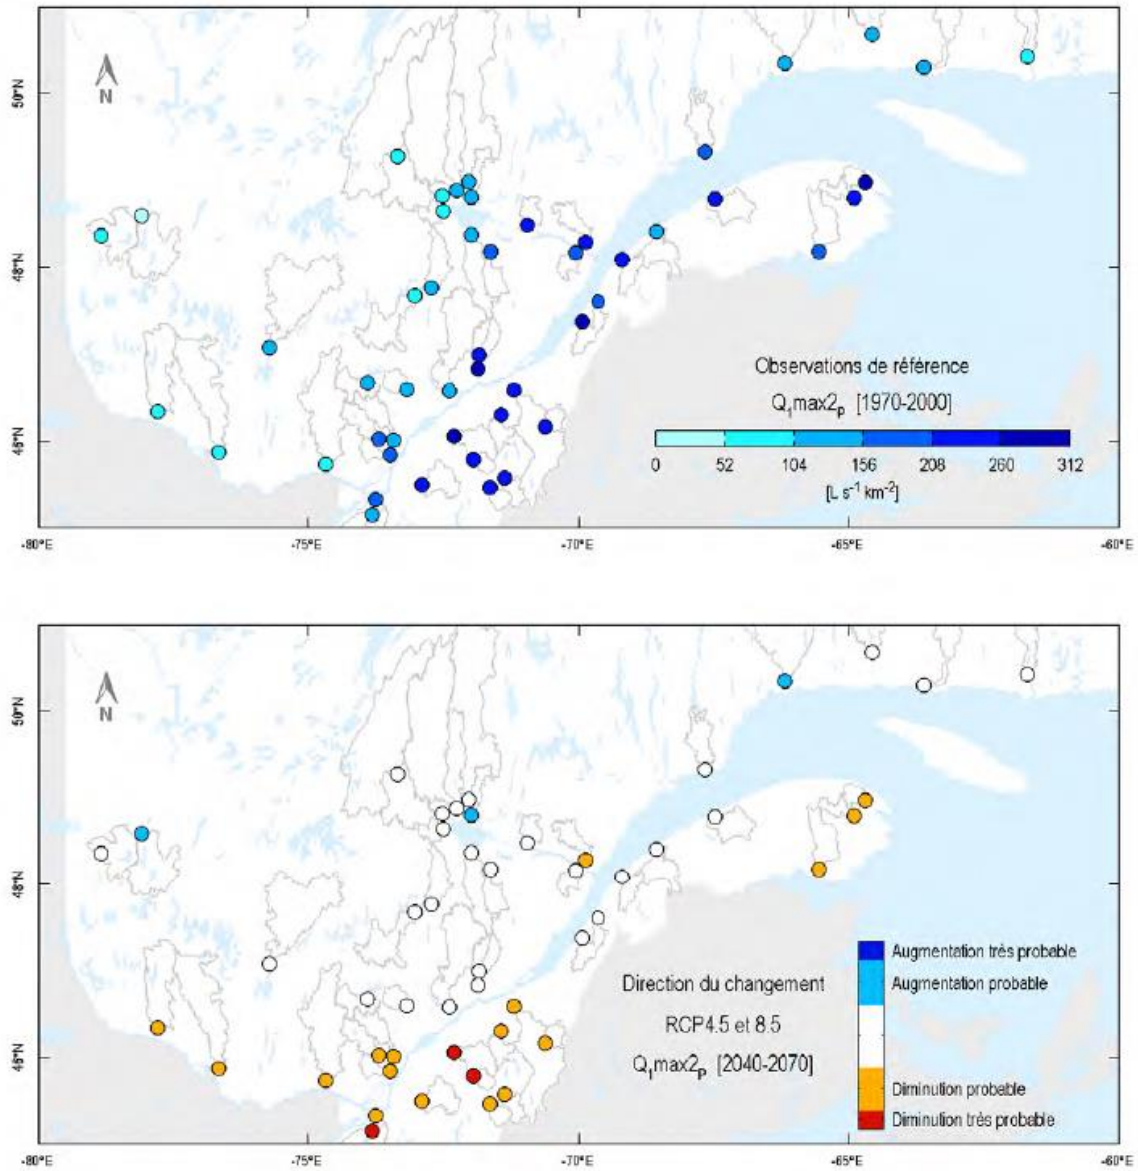 N
50°N
48°N
46°N
Observations de référence
Q1max2P [1970-2000]
0 52 104 156 208 260 312
[L s-1 km-2]
-80°E -75°E -70°E -65°E -60°E
N
50°N
48°N
46°N
Direction du changement
RCP4.5 et 8.5
Q1max2P [2040-2070]
Augmentation très probable
Augmentation probable
Diminution probable
Diminution très probable
-80°E -75°E -70°E -65°E -60°E